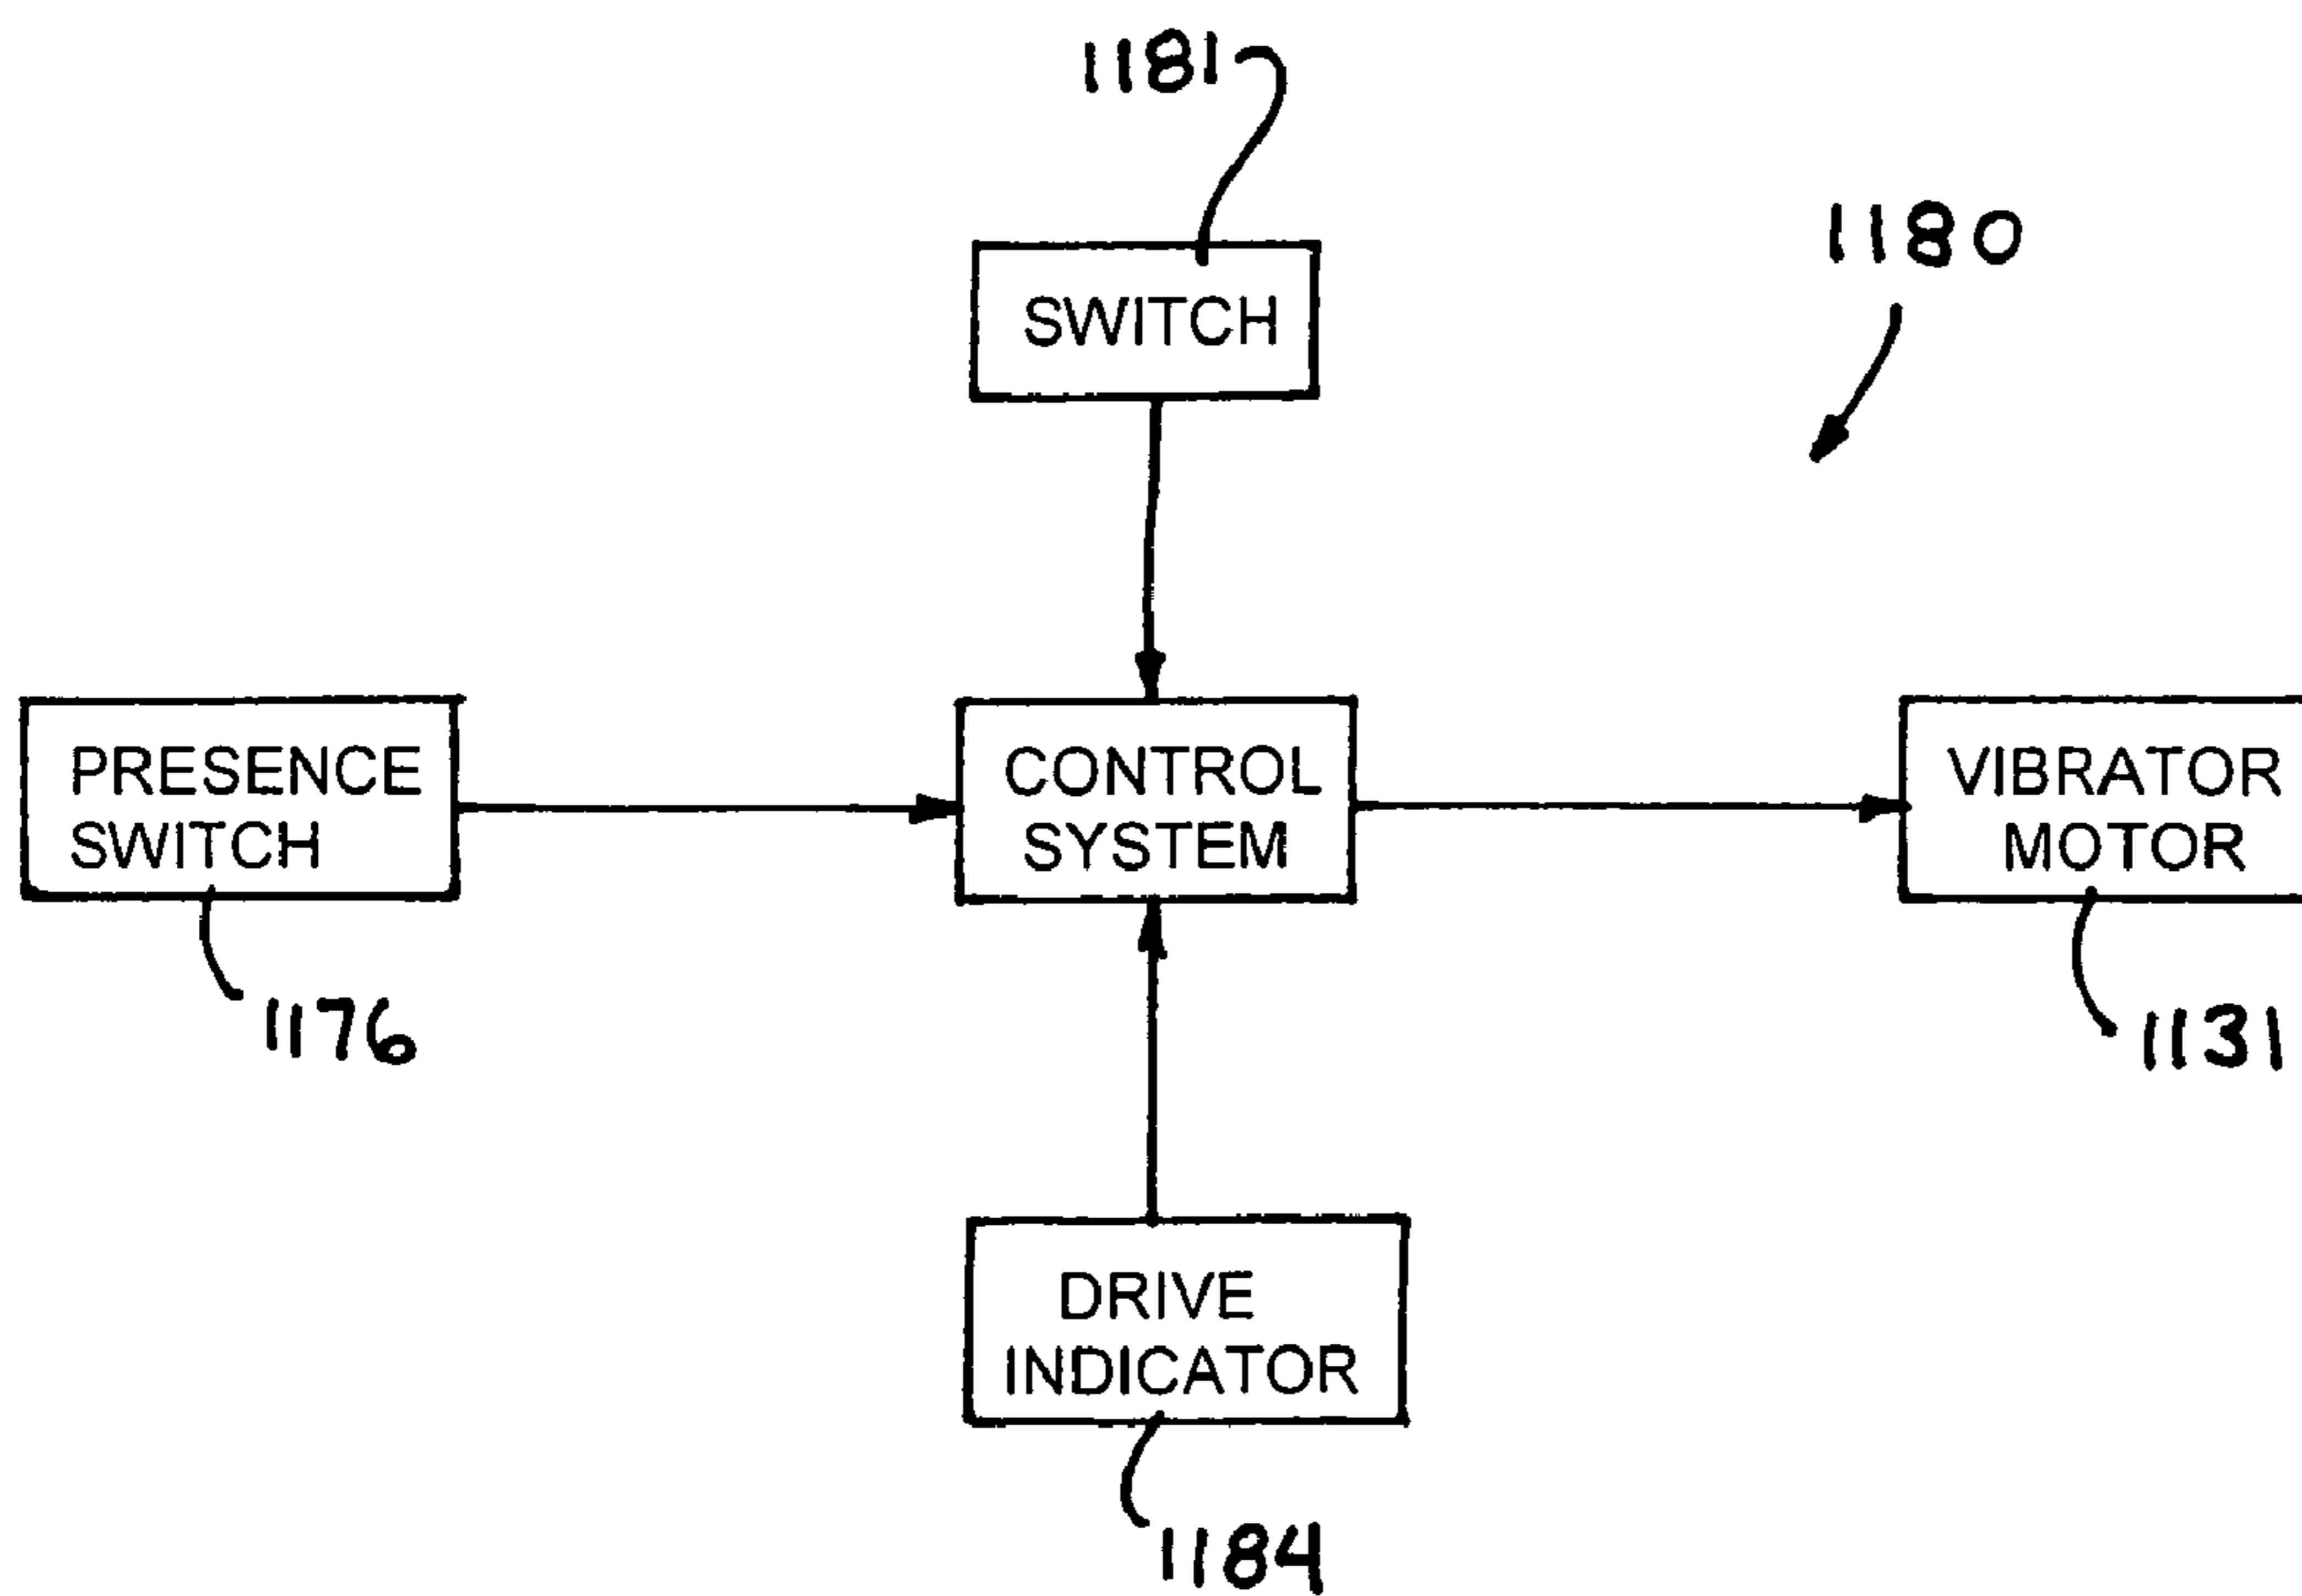 1181
1180
SWITCH
PRESENCE
SWITCH
CONTROL
SYSTEM
VIBRATOR
MOTOR
1176
1131
DRIVE
INDICATOR
1184